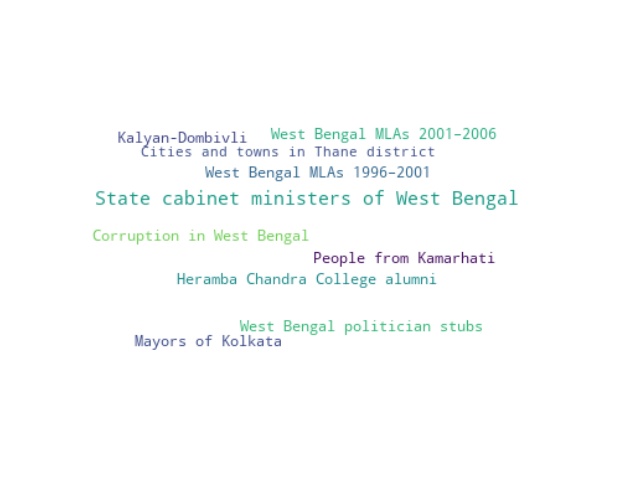 West Bengal MLAs 2001–2006
Kalyan-Dombivli
Cities and towns in Thane district
West Bengal MLAs 1996–2001
State cabinet ministers of West Bengal
Corruption in West Bengal
People from Kamarhati
Heramba Chandra College alumni
West Bengal politician stubs
Mayors of Kolkata